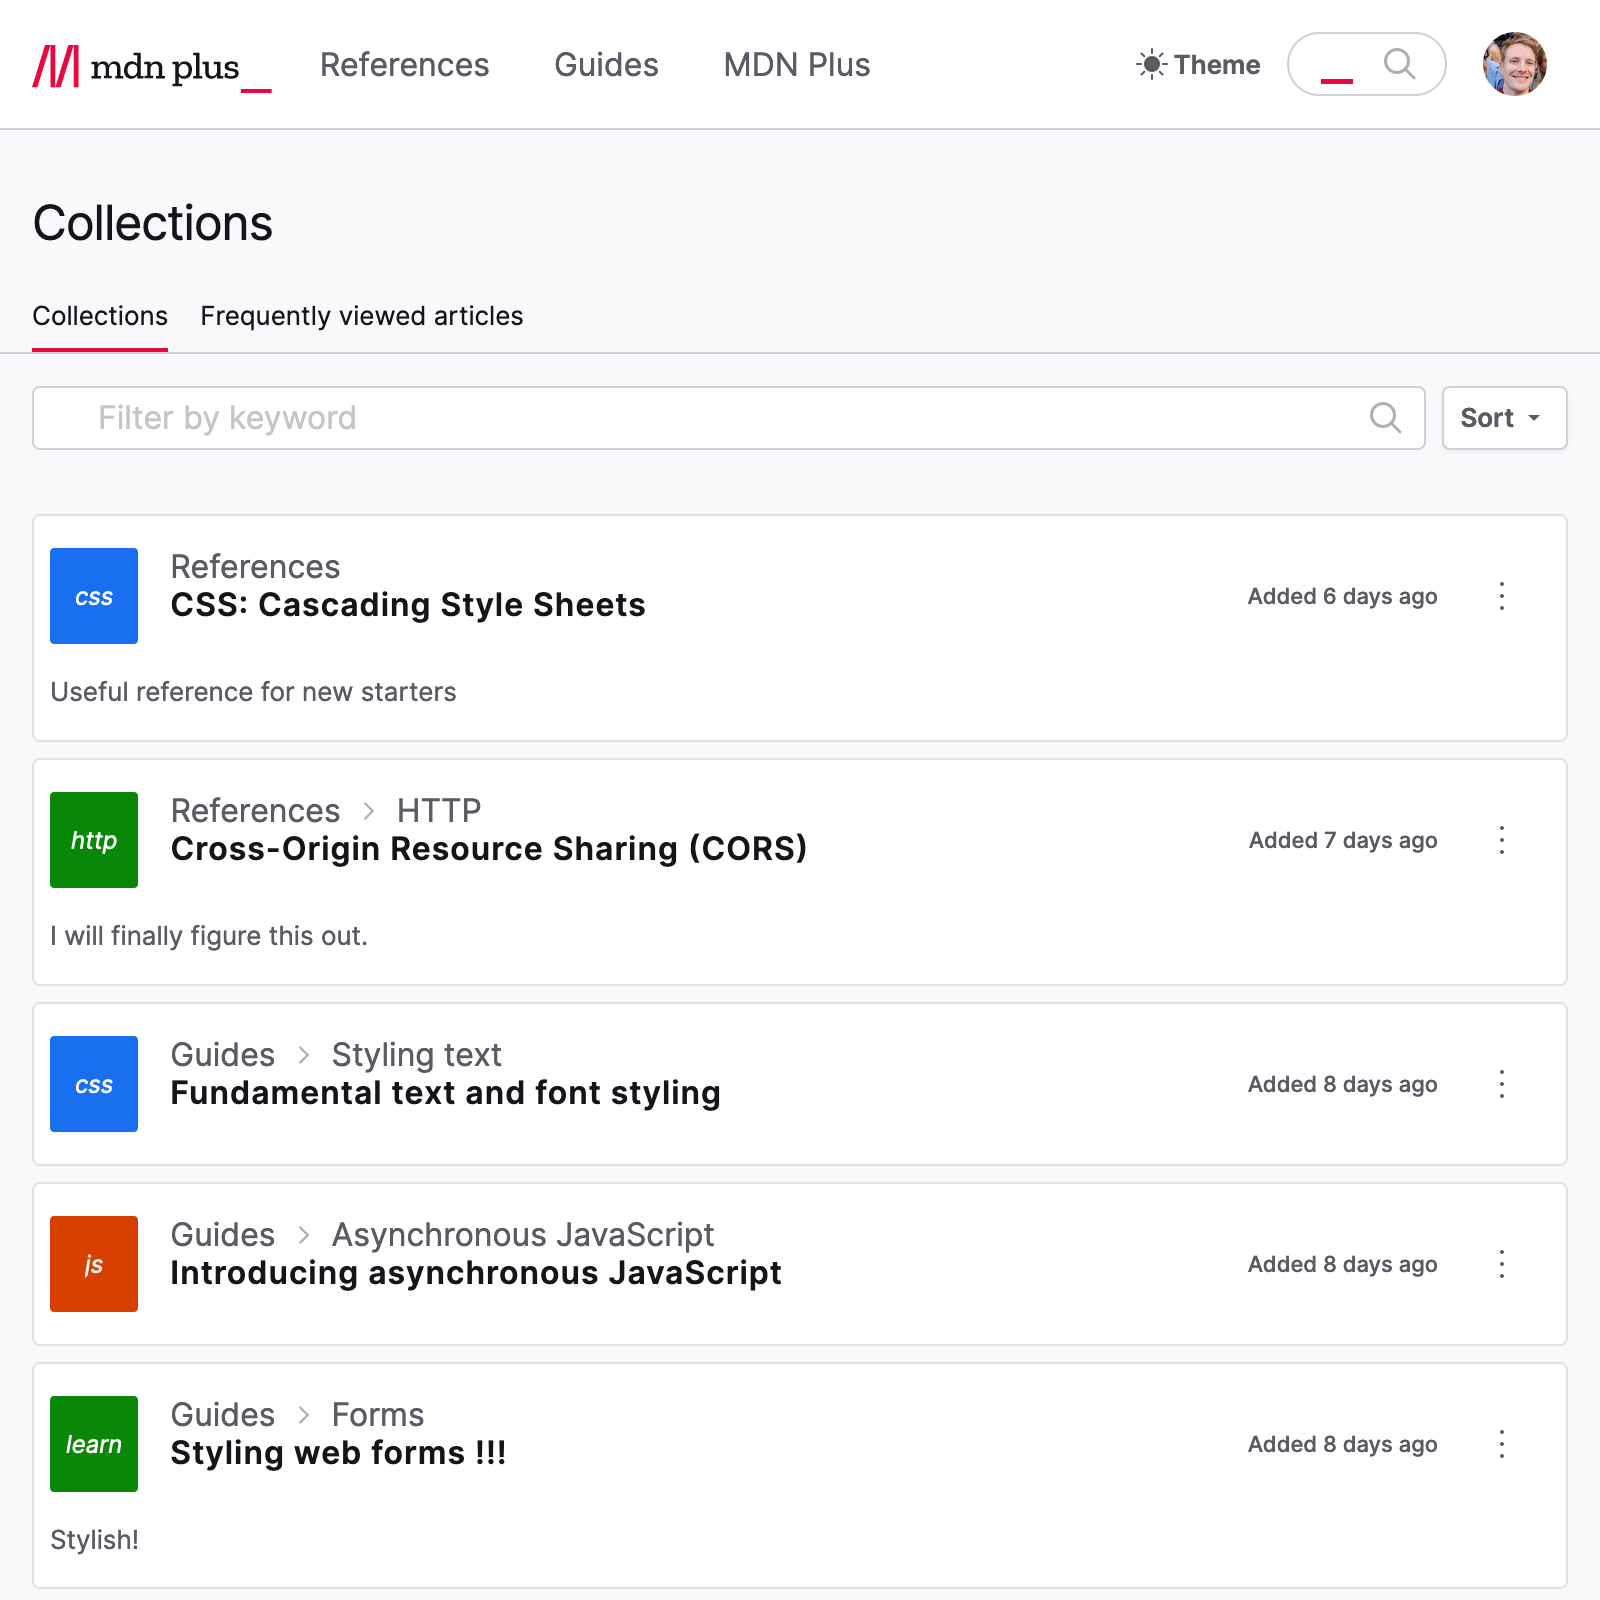 mdn plus_ References Guides MDN Plus Theme
Collections
Collections Frequently viewed articles
Filter by keyword Sort
css References
CSS: Cascading Style Sheets
Added 6 days ago
Useful reference for new starters
http References > HTTP
Cross-Origin Resource Sharing (CORS)
Added 7 days ago
I will finally figure this out.
css Guides > Styling text
Fundamental text and font styling
Added 8 days ago
js Guides > Asynchronous JavaScript
Introducing asynchronous JavaScript
Added 8 days ago
learn Guides > Forms
Styling web forms !!!
Added 8 days ago
Stylish!